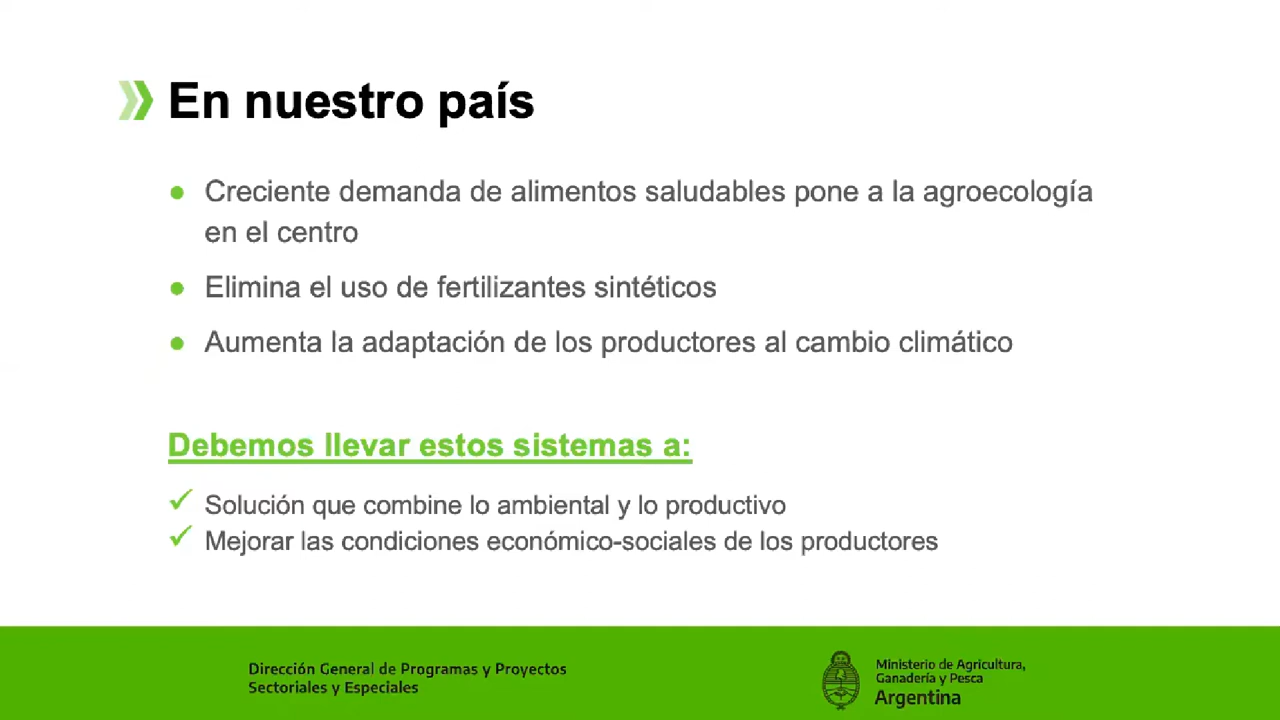 En nuestro país
● Creciente demanda de alimentos saludables pone a la agroecología
en el centro
● Elimina el uso de fertilizantes sintéticos
● Aumenta la adaptación de los productores al cambio climático
Debemos llevar estos sistemas a:
✓ Solución que combine lo ambiental y lo productivo
✓ Mejorar las condiciones económico-sociales de los productores
Dirección General de Programas y Proyectos
Sectoriales y Especiales
Ministerio de Agricultura,
Ganadería y Pesca
Argentina